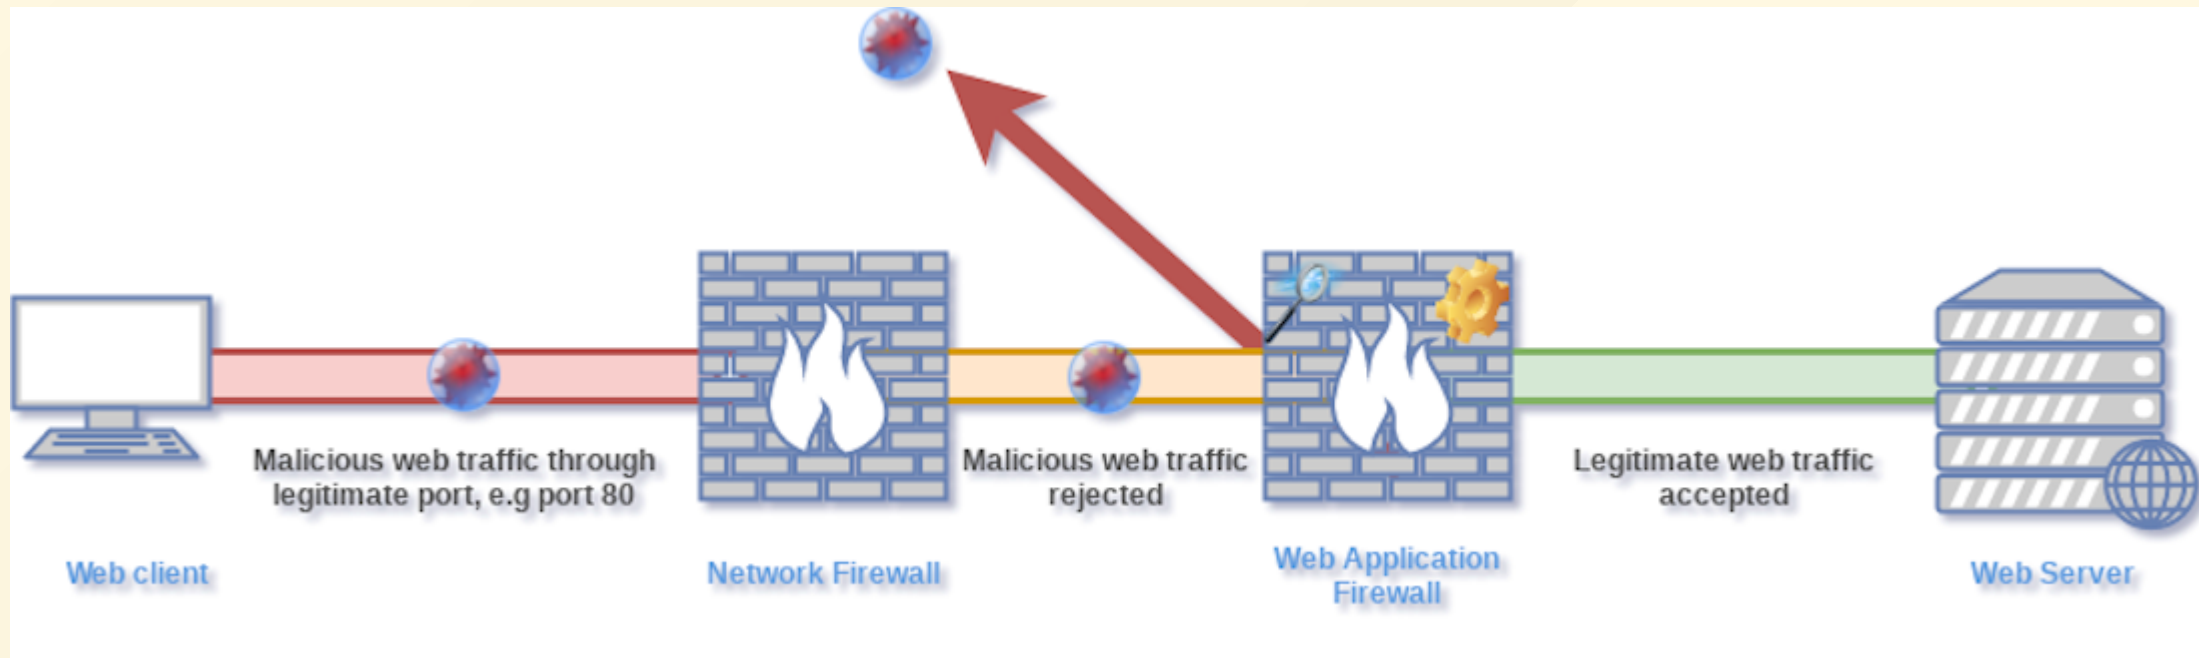 Malicious web traffic through
legitimate port, e.g port 80
Malicious web traffic
rejected
Legitimate web traffic
accepted
Web client
Network Firewall
Web Application
Firewall
Web Server